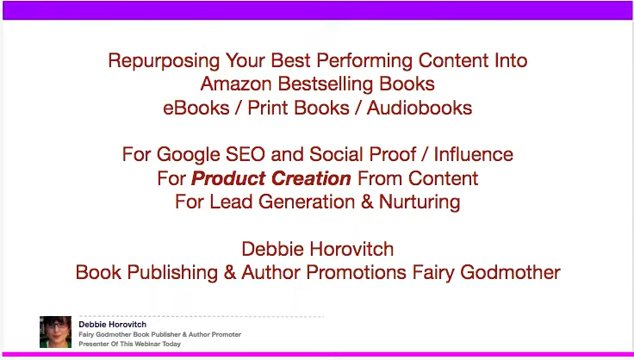 Repurposing Your Best Performing Content Into
Amazon Bestselling Books
eBooks / Print Books / Audiobooks
For Google SEO and Social Proof / Influence
For Product Creation From Content
For Lead Generation & Nurturing
Debbie Horovitch
Book Publishing & Author Promotions Fairy Godmother
Debbie Horovitch
Fairy Godmother Book Publisher & Author Promoter
Presenter Of This Webinar Today